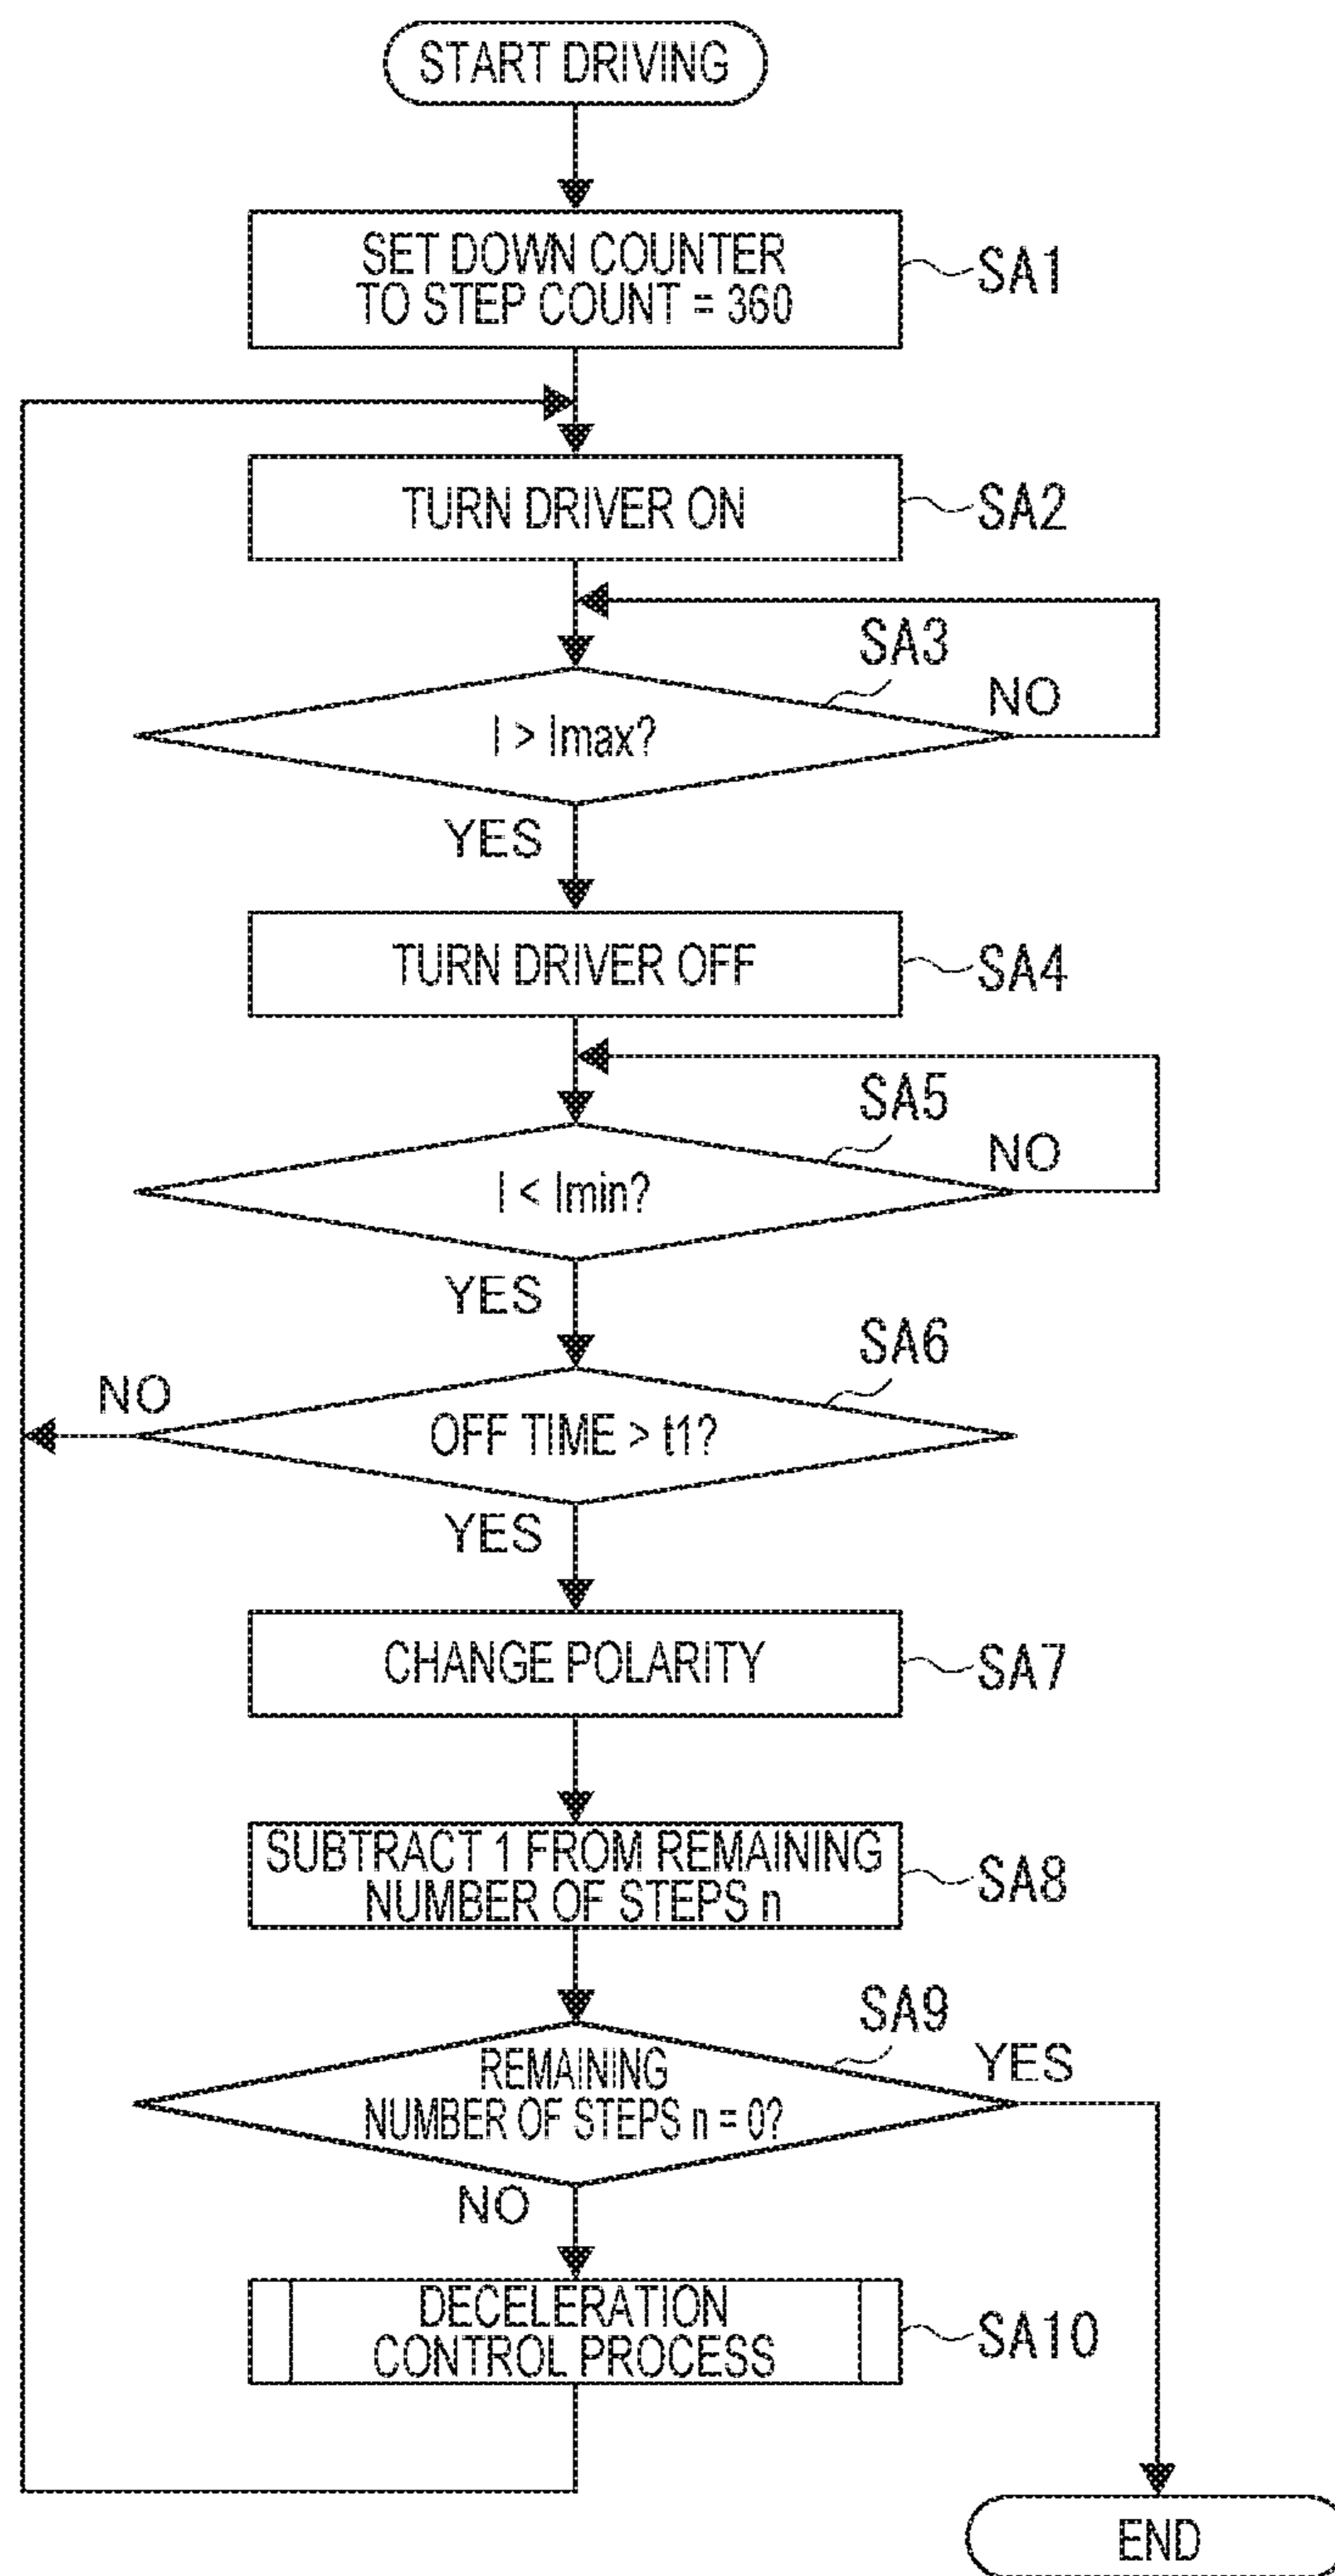 START DRIVING
SET DOWN COUNTER
TO STEP COUNT = 360
SA1
TURN DRIVER ON
SA2
SA3
I > Imax?
NO
YES
TURN DRIVER OFF
SA4
SA5
I < Imin?
NO
YES
SA6
NO
OFF TIME > t1?
YES
CHANGE POLARITY
SA7
SUBTRACT 1 FROM REMAINING
NUMBER OF STEPS n
SA8
SA9
REMAINING
NUMBER OF STEPS n = 0?
YES
NO
DECELERATION
CONTROL PROCESS
SA10
END